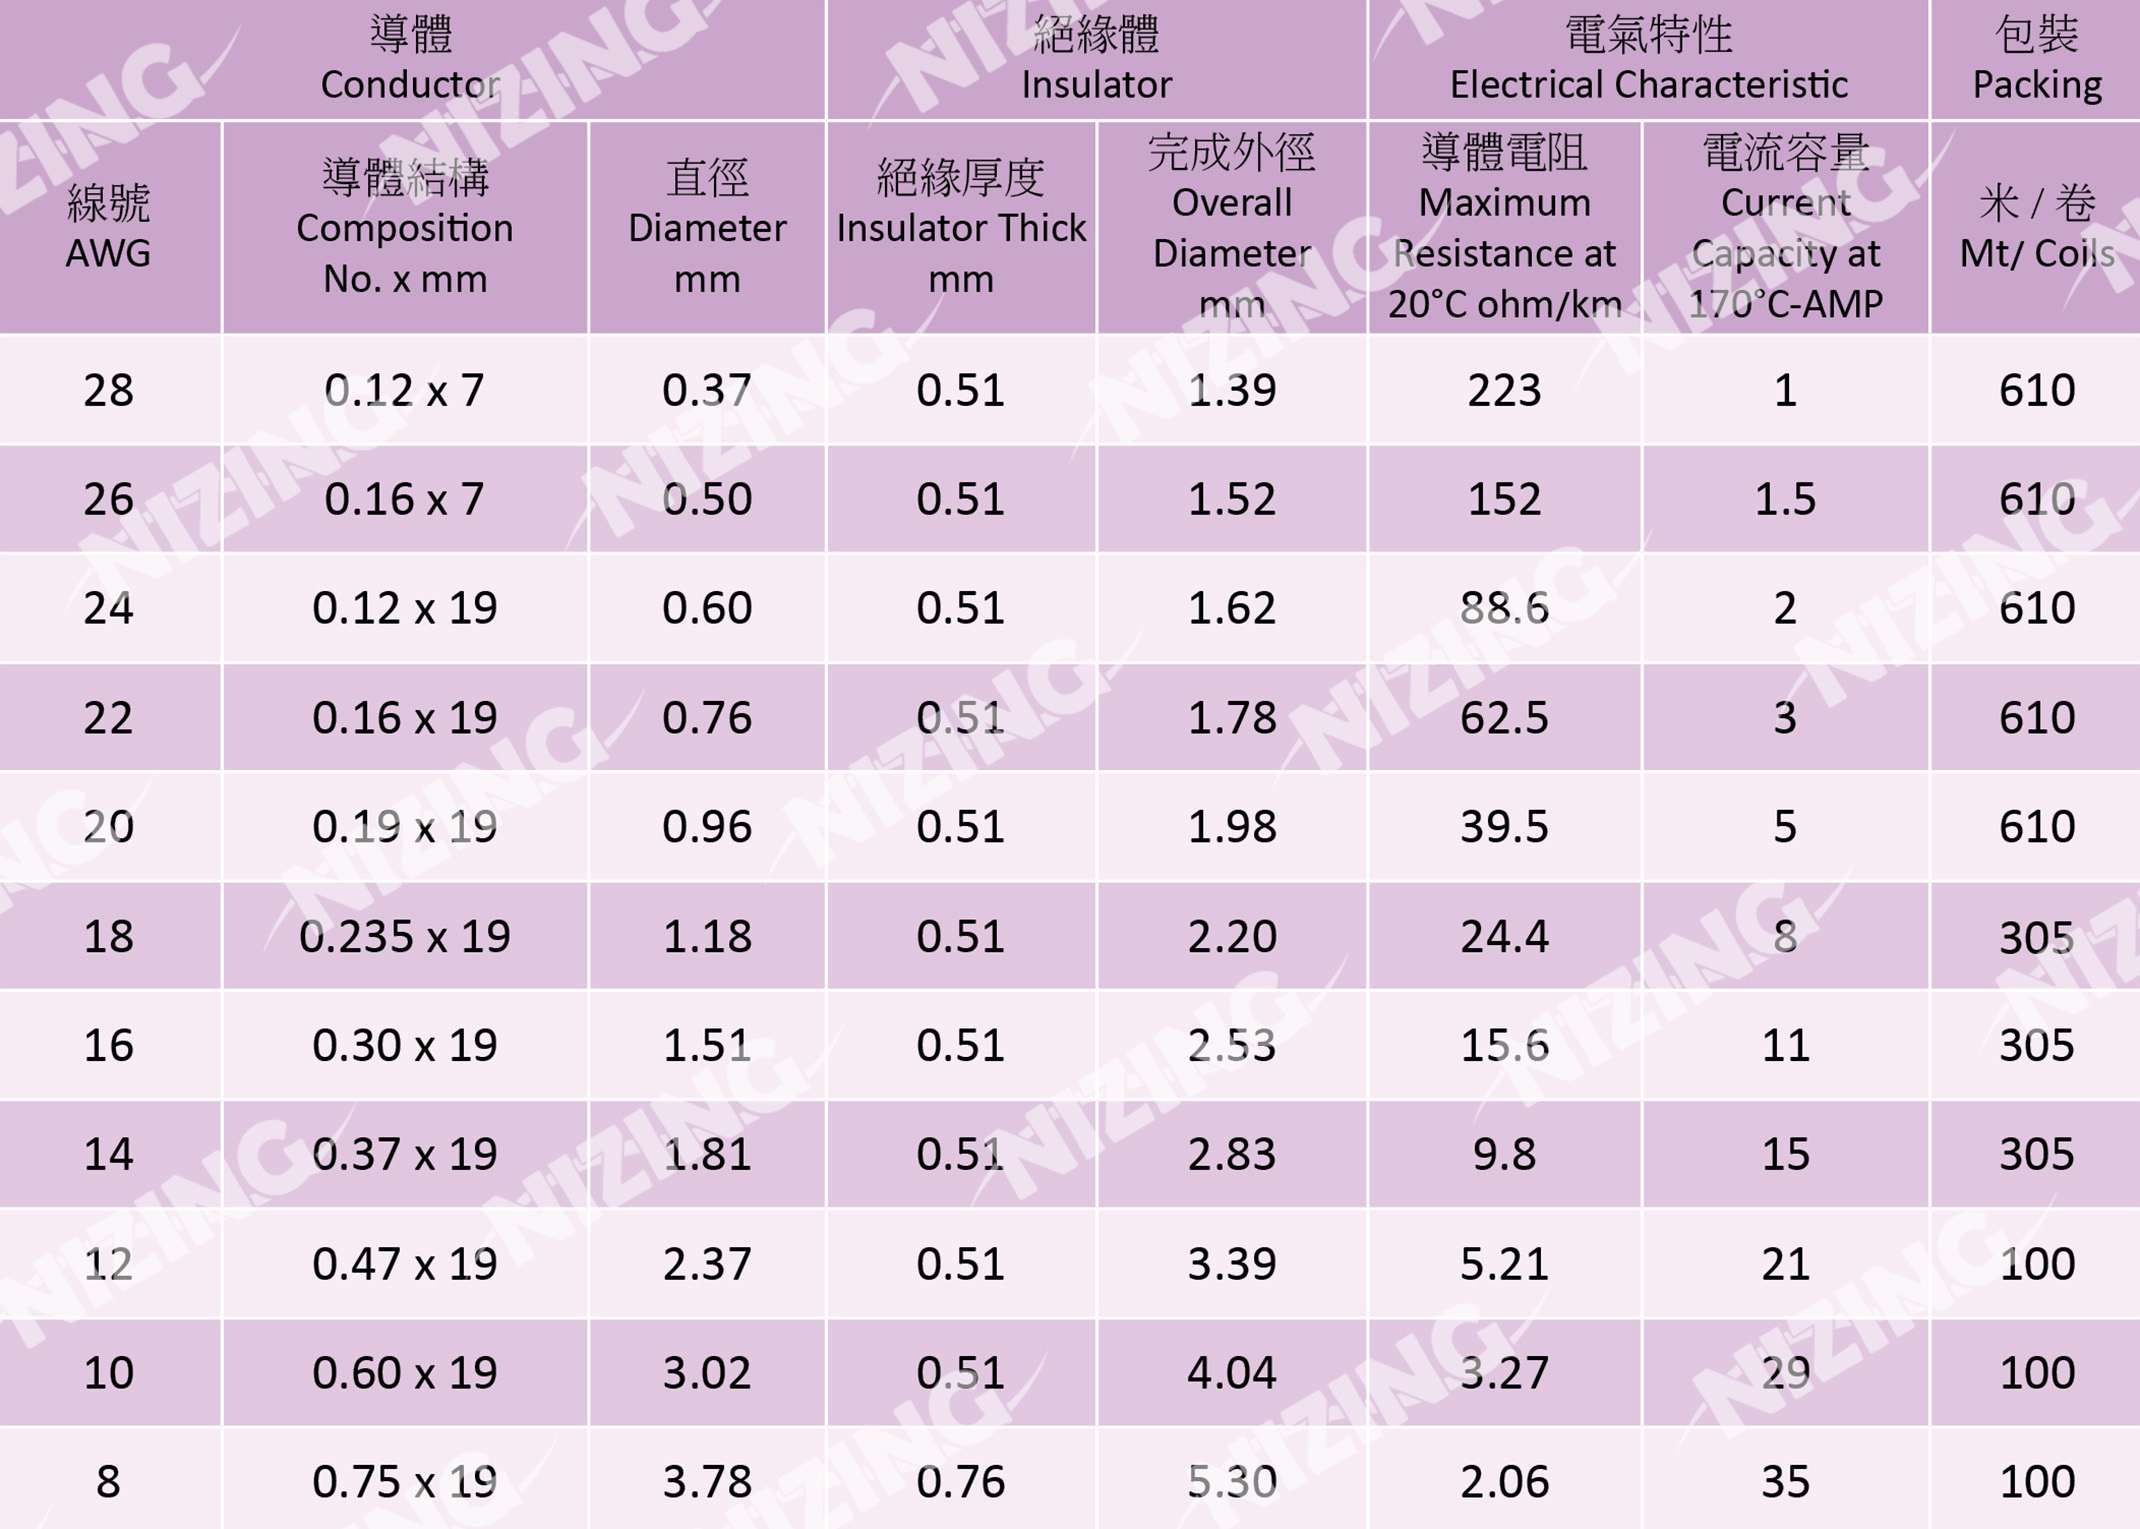 導體
Conductor
絕緣體
Insulator
電氣特性
Electrical Characteristic
包裝
Packing
線號
AWG
導體結構
Composition
No. x mm
直徑
Diameter
mm
絕緣厚度
Insulator Thick
mm
完成外徑
Overall
Diameter
mm
導體電阻
Maximum
Resistance at
20°C ohm/km
電流容量
Current
Capacity at
170°C-AMP
米 / 卷
Mt/ Coils
28 0.12 x 7 0.37 0.51 1.39 223 1 610
26 0.16 x 7 0.50 0.51 1.52 152 1.5 610
24 0.12 x 19 0.60 0.51 1.62 88.6 2 610
22 0.16 x 19 0.76 0.51 1.78 62.5 3 610
20 0.19 x 19 0.96 0.51 1.98 39.5 5 610
18 0.235 x 19 1.18 0.51 2.20 24.4 8 305
16 0.30 x 19 1.51 0.51 2.53 15.6 11 305
14 0.37 x 19 1.81 0.51 2.83 9.8 15 305
12 0.47 x 19 2.37 0.51 3.39 5.21 21 100
10 0.60 x 19 3.02 0.51 4.04 3.27 29 100
8 0.75 x 19 3.78 0.76 5.30 2.06 35 100
NIZING